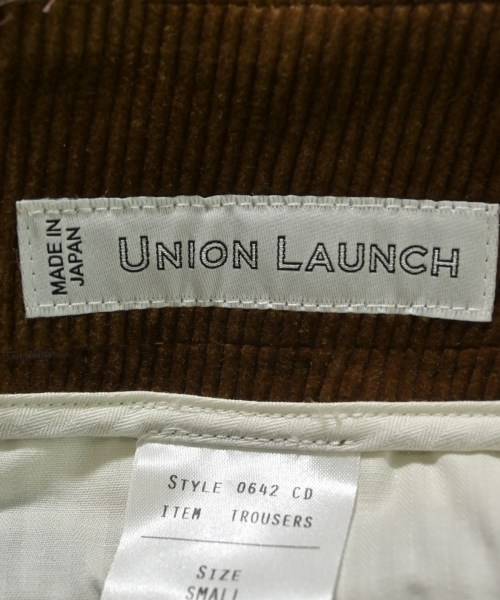 MADE IN
JAPAN
UNION LAUNCH
STYLE 0642 CD
ITEM TROUSERS
SIZE
SMALL